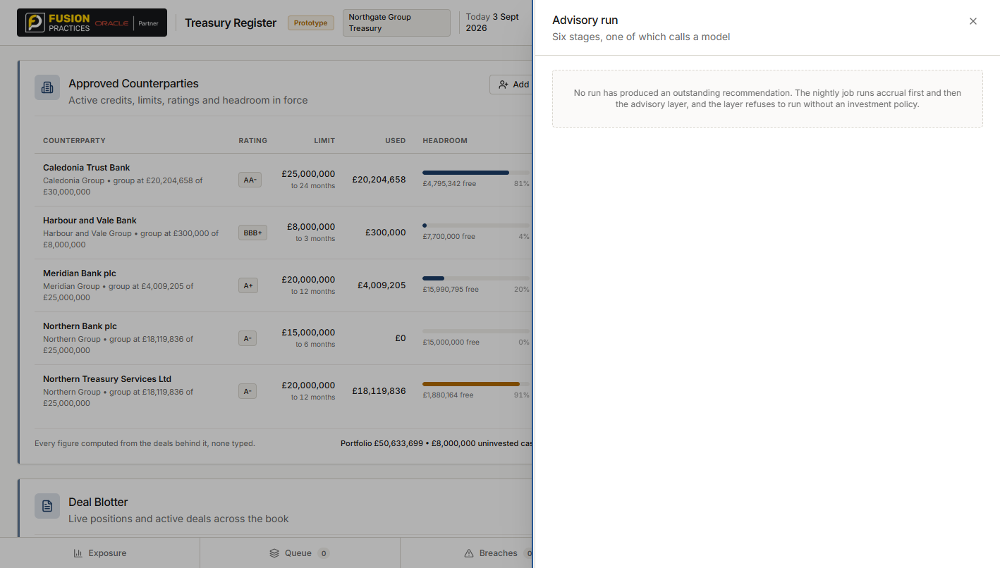 FUSION
PRACTICES
ORACLE
Partner
Treasury Register
Prototype
Northgate Group
Treasury
Today 3 Sept
2026
Approved Counterparties
Active credits, limits, ratings and headroom in force
Add
COUNTERPARTY RATING LIMIT USED HEADROOM
Caledonia Trust Bank
Caledonia Group • group at £20,204,658 of
£30,000,000
AA-
£25,000,000
to 24 months
£20,204,658
£4,795,342 free 81%
Harbour and Vale Bank
Harbour and Vale Group • group at £300,000 of
£8,000,000
BBB+
£8,000,000
to 3 months
£300,000
£7,700,000 free 4%
Meridian Bank plc
Meridian Group • group at £4,009,205 of
£25,000,000
A+
£20,000,000
to 12 months
£4,009,205
£15,990,795 free 20%
Northern Bank plc
Northern Group • group at £18,119,836 of
£25,000,000
A-
£15,000,000
to 6 months
£0
£15,000,000 free 0%
Northern Treasury Services Ltd
Northern Group • group at £18,119,836 of
£25,000,000
A-
£20,000,000
to 12 months
£18,119,836
£1,880,164 free 91%
Every figure computed from the deals behind it, none typed.
Portfolio £50,633,699 • £8,000,000 uninvested cas
Deal Blotter
Live positions and active deals across the book
Exposure
Queue 0
Breaches 0
Advisory run
Six stages, one of which calls a model
No run has produced an outstanding recommendation. The nightly job runs accrual first and then
the advisory layer, and the layer refuses to run without an investment policy.